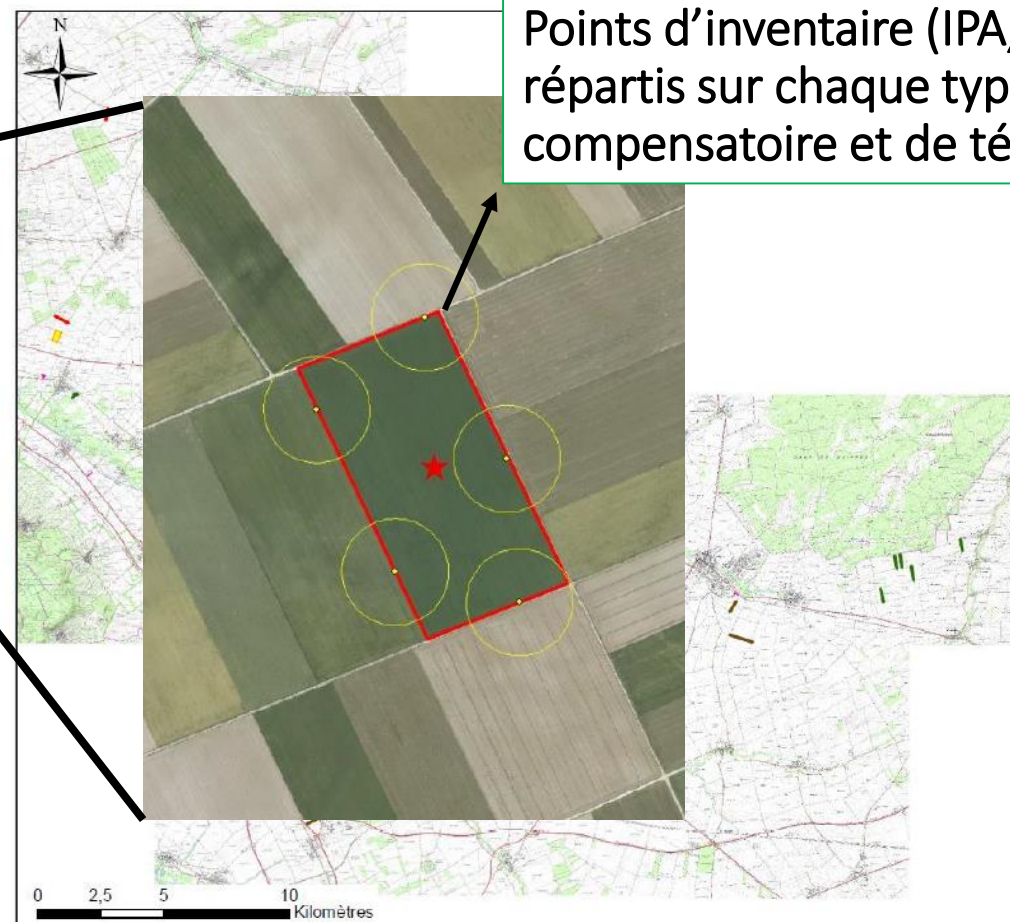 N
Points d’inventaire (IPA,
répartis sur chaque typ
compensatoire et de té
0 2,5 5 10
Kilomètres